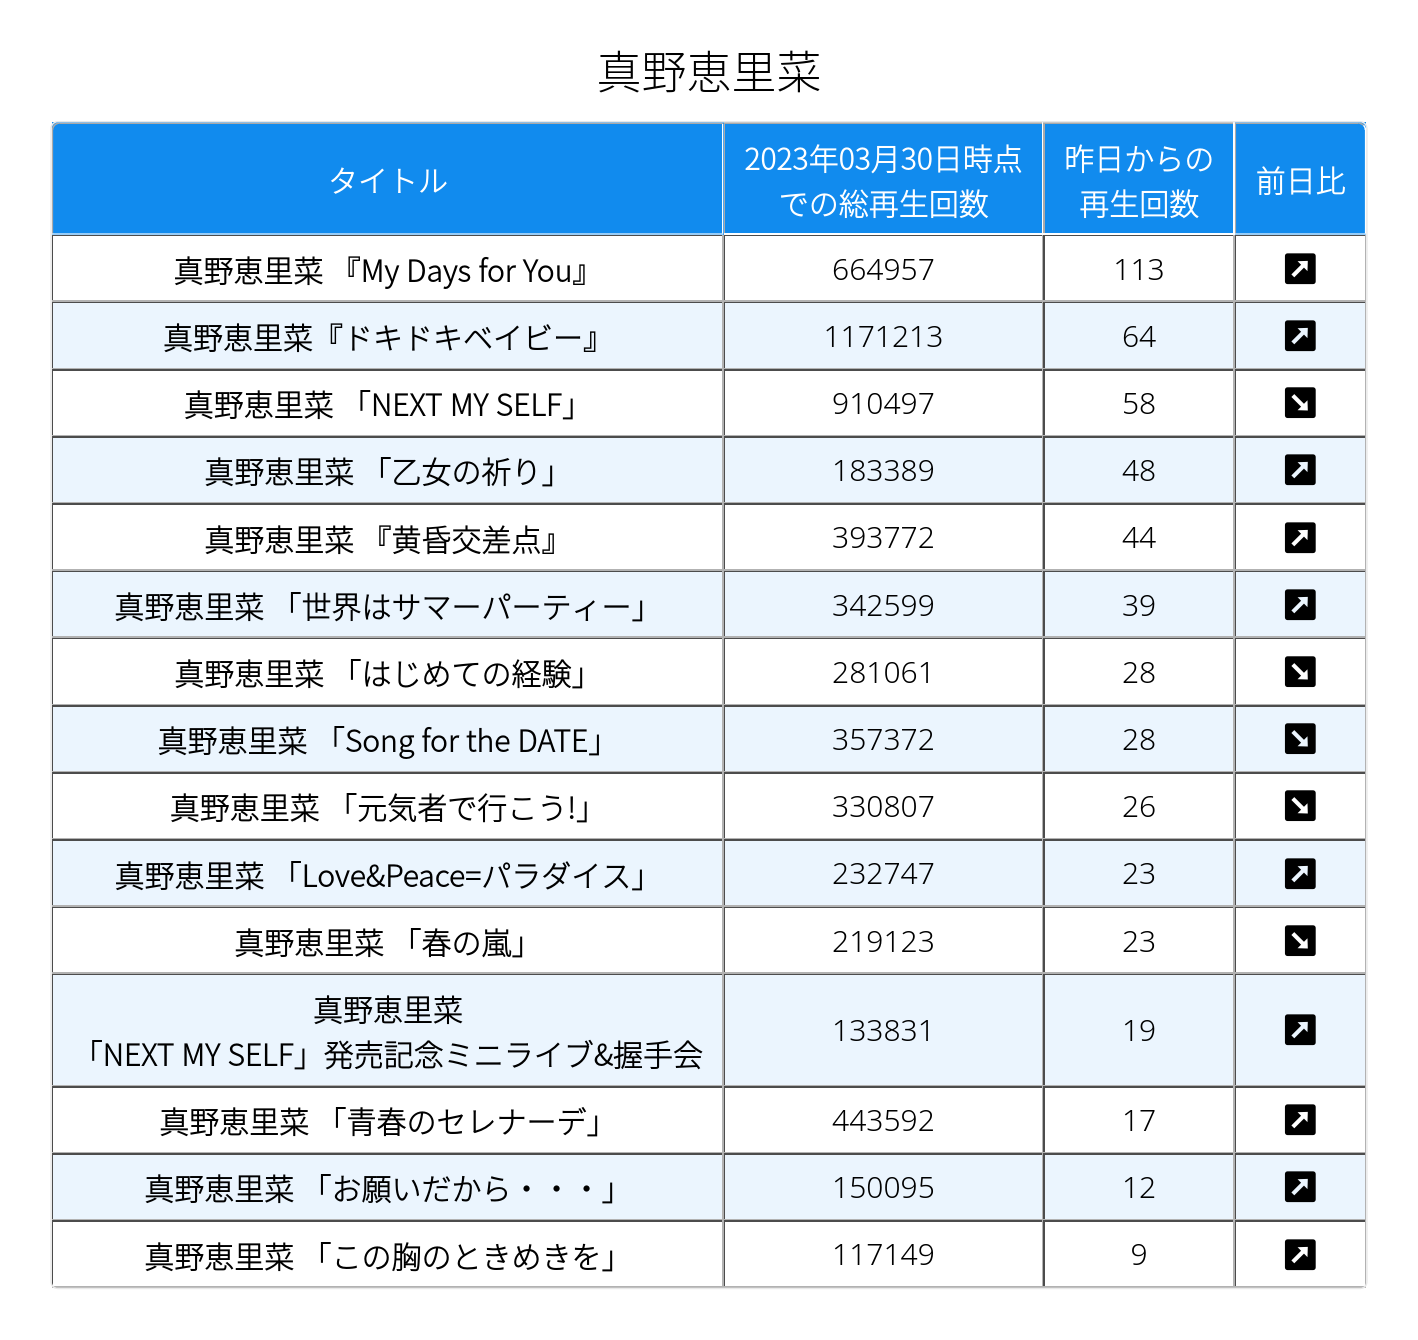 真野恵里菜
タイトル
2023年03月30日時点
での総再生回数
昨日からの
再生回数
前日比
真野恵里菜 『My Days for You』 664957 113
真野恵里菜『ドキドキベイビー』 1171213 64
真野恵里菜 「NEXT MY SELF」 910497 58
真野恵里菜 「乙女の祈り」 183389 48
真野恵里菜 『黄昏交差点』 393772 44
真野恵里菜 「世界はサマーパーティー」 342599 39
真野恵里菜 「はじめての経験」 281061 28
真野恵里菜 「Song for the DATE」 357372 28
真野恵里菜 「元気者で行こう!」 330807 26
真野恵里菜 「Love&Peace=パラダイス」 232747 23
真野恵里菜 「春の嵐」 219123 23
真野恵里菜
「NEXT MY SELF」発売記念ミニライブ&握手会 133831 19
真野恵里菜 「青春のセレナーデ」 443592 17
真野恵里菜 「お願いだから・・・」 150095 12
真野恵里菜 「この胸のときめきを」 117149 9